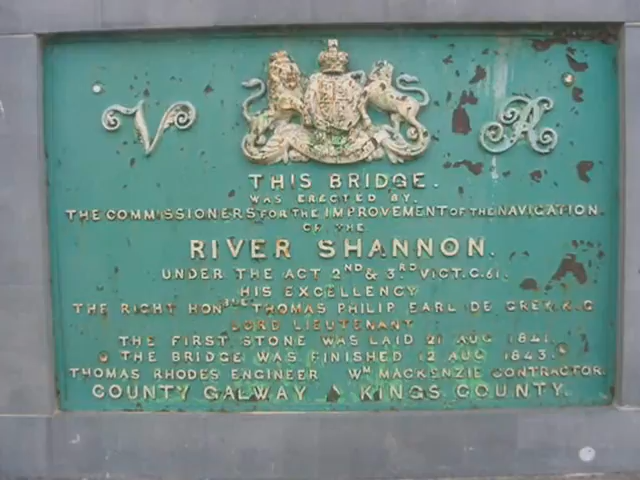 V R
THIS BRIDGE.
WAS ERECTED BY.
THE COMMISSIONERS FOR THE IMPROVEMENT OF THE NAVIGATION.
OF THE
RIVER SHANNON.
UNDER THE ACT 2ND & 3RD VICT. C. 61.
HIS EXCELLENCY
THE RIGHT HONBLE THOMAS PHILIP EARL DE GREY. K.G
LORD LIEUTENANT
THE FIRST STONE WAS LAID 21 AUG 1841.
THE BRIDGE WAS FINISHED 12 AUG 1843.
THOMAS RHODES ENGINEER WM MACKENZIE CONTRACTOR.
COUNTY GALWAY KINGS COUNTY.